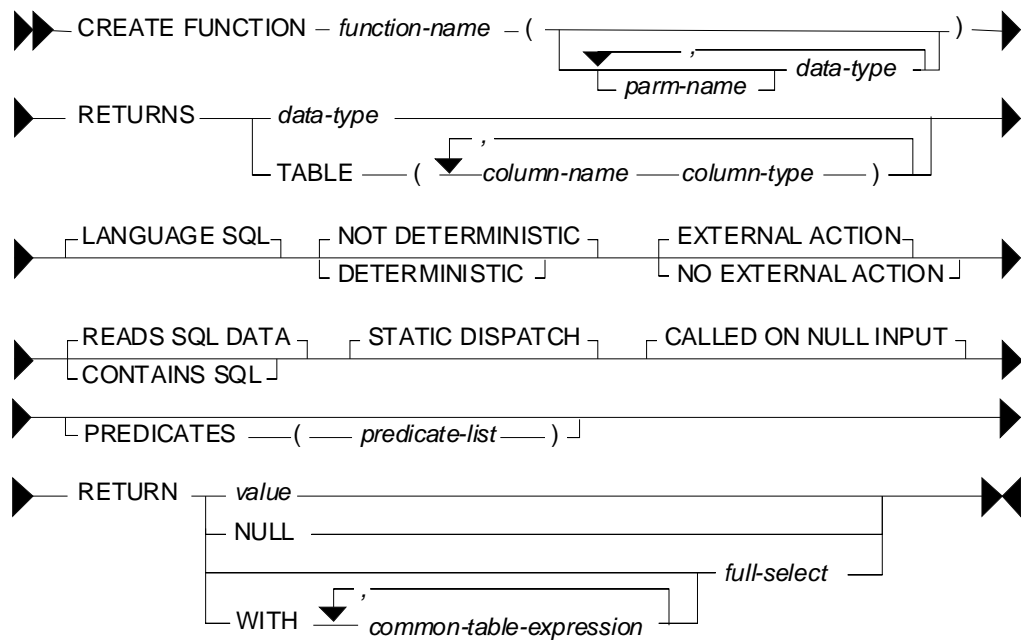 CREATE FUNCTION function-name ( )
,
parm-name data-type
RETURNS data-type
,
TABLE ( column-name column-type )
LANGUAGE SQL NOT DETERMINISTIC EXTERNAL ACTION
DETERMINISTIC NO EXTERNAL ACTION
READS SQL DATA STATIC DISPATCH CALLED ON NULL INPUT
CONTAINS SQL
PREDICATES ( predicate-list )
RETURN value
NULL
full-select
,
WITH common-table-expression